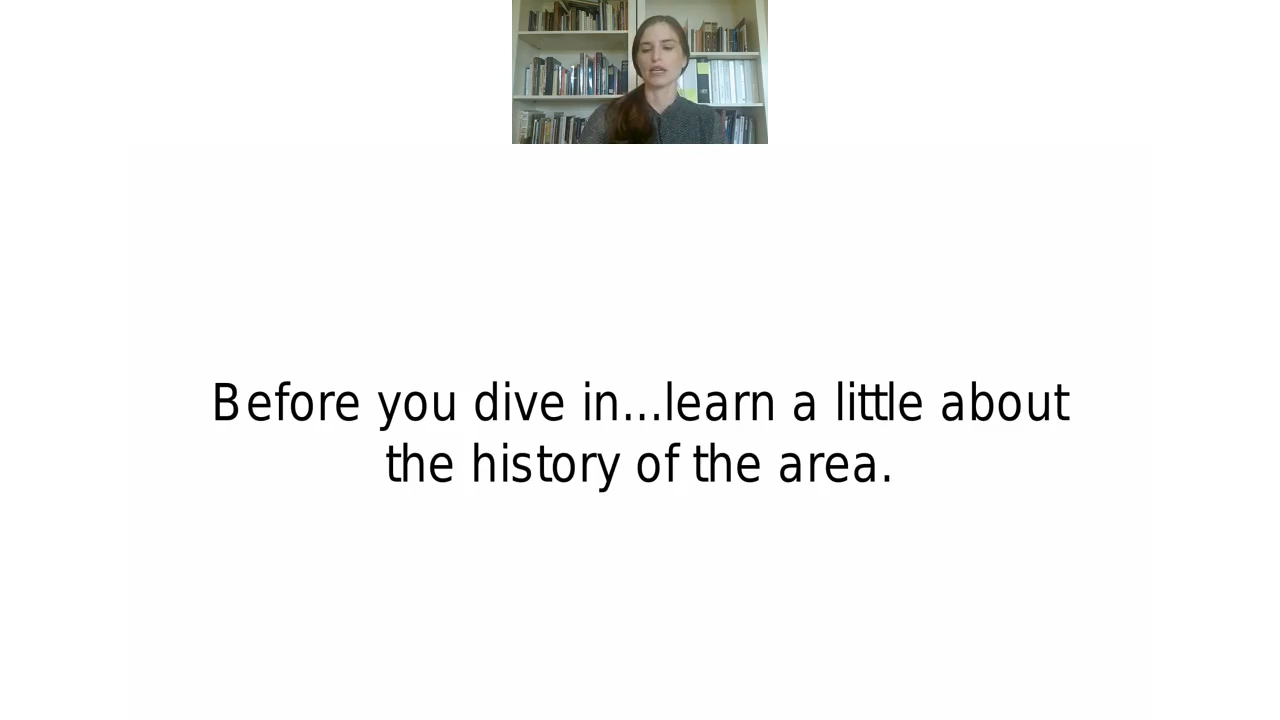 Before you dive in...learn a little about
the history of the area.